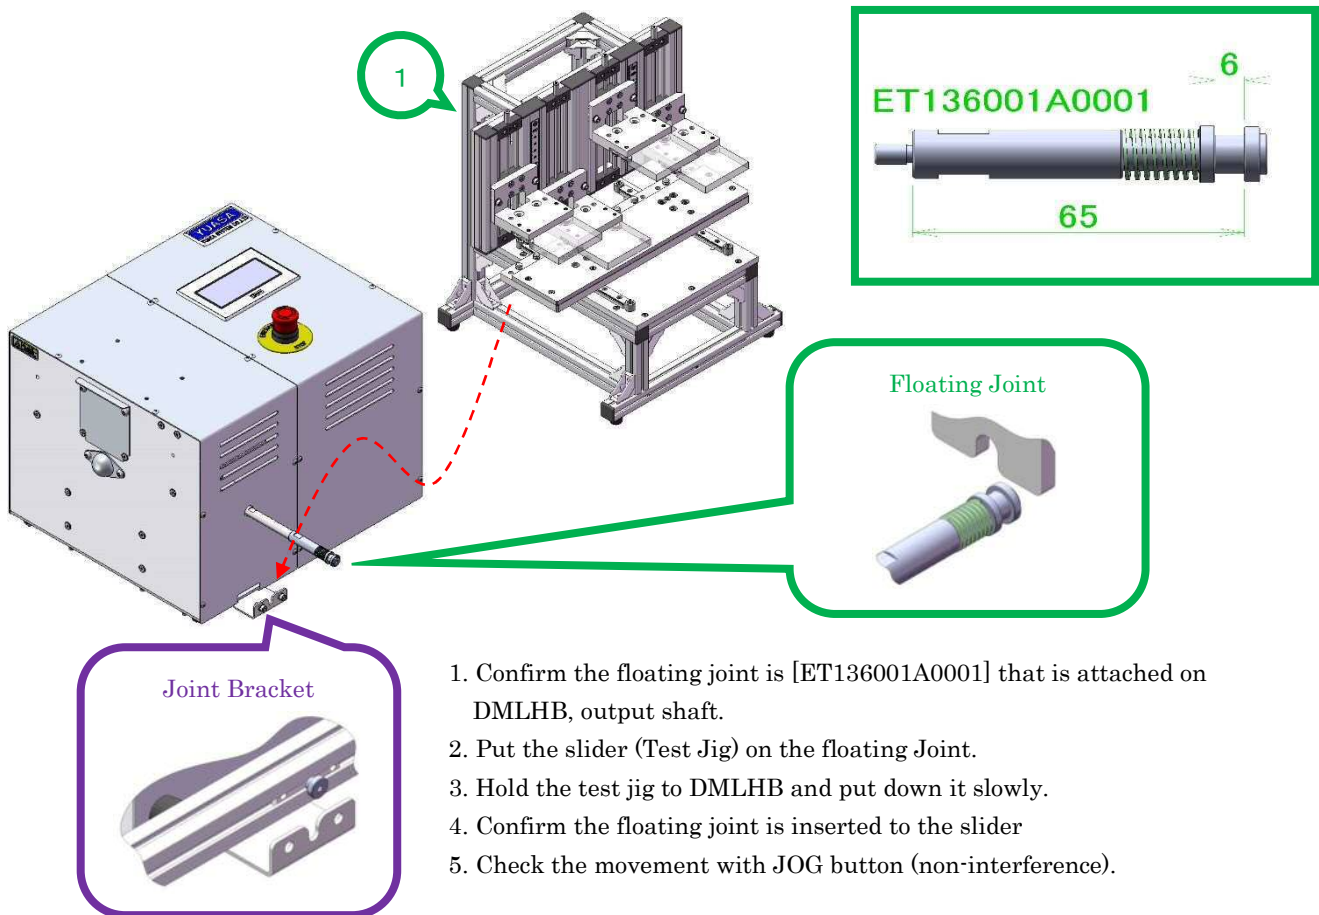 1
6
ET136001A0001
65
YUASA
Floating Joint
Joint Bracket
1. Confirm the floating joint is [ET136001A0001] that is attached on
DMLHB, output shaft.
2. Put the slider (Test Jig) on the floating Joint.
3. Hold the test jig to DMLHB and put down it slowly.
4. Confirm the floating joint is inserted to the slider
5. Check the movement with JOG button (non-interference).